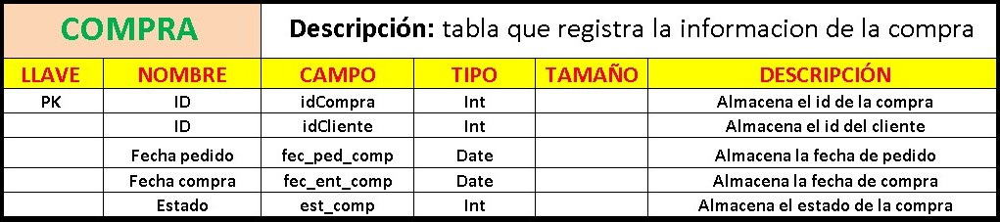 COMPRA Descripción: tabla que registra la informacion de la compra
LLAVE NOMBRE CAMPO TIPO TAMAÑO DESCRIPCIÓN
PK ID idCompra Int Almacena el id de la compra
ID idCliente Int Almacena el id del cliente
Fecha pedido fec_ped_comp Date Almacena la fecha de pedido
Fecha compra fec_ent_comp Date Almacena la fecha de compra
Estado est_comp Int Almacena el estado de la compra